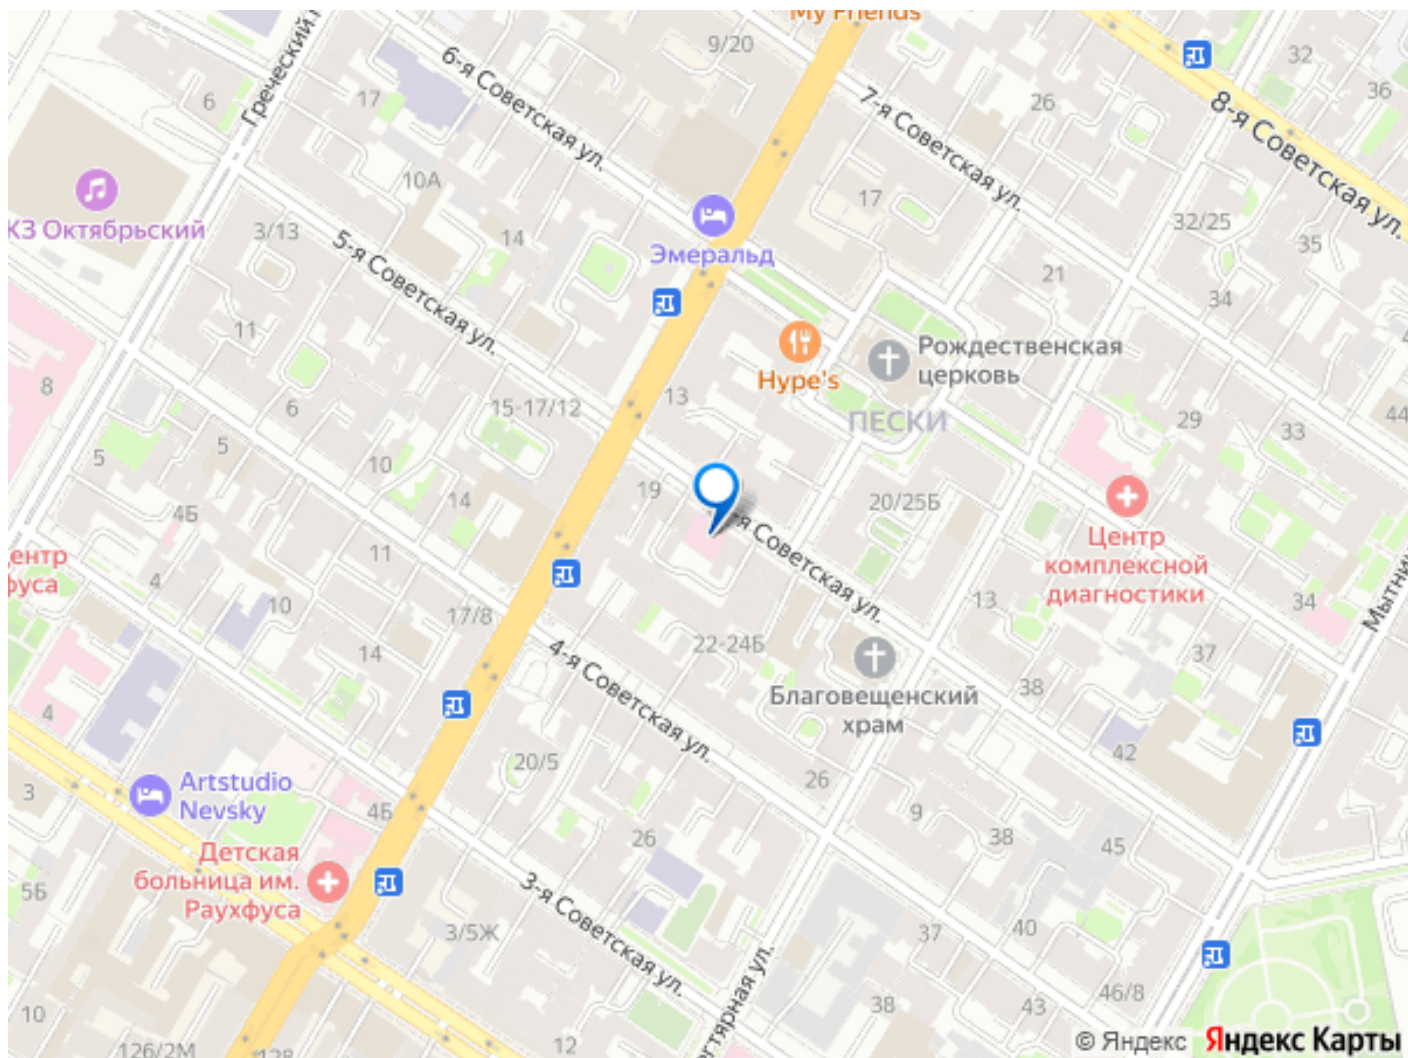 My Friends
9/20
32
36
6-я Советская ул.
Греческий
17
6
26
7-я Советская ул.
8-я Советская ул.
10А
КЗ Октябрьский
3/13
14
17
Эмеральд
32/25
35
5-я Советская ул.
21
34
11
8
Рождественская
церковь
Hype's
6
15-17/12
13
ПЕСКИ
29
33
44
5
5
10
14
19
20/25Б
4Б
11
Центр
комплексной
диагностики
-я Советская ул.
4
10
17/8
13
34
14
22-24Б
4-я Советская ул.
37
38
Благовещенский
храм
4
42
20/5
26
Artstudio
Nevsky
3
4Б
9
38
45
26
Детская
больница им.
Раухфуса
5Б
3-я Советская ул.
3/5Ж
37
40
10
38
43
46/8
12
126/2М
128
© Яндекс Яндекс Карты